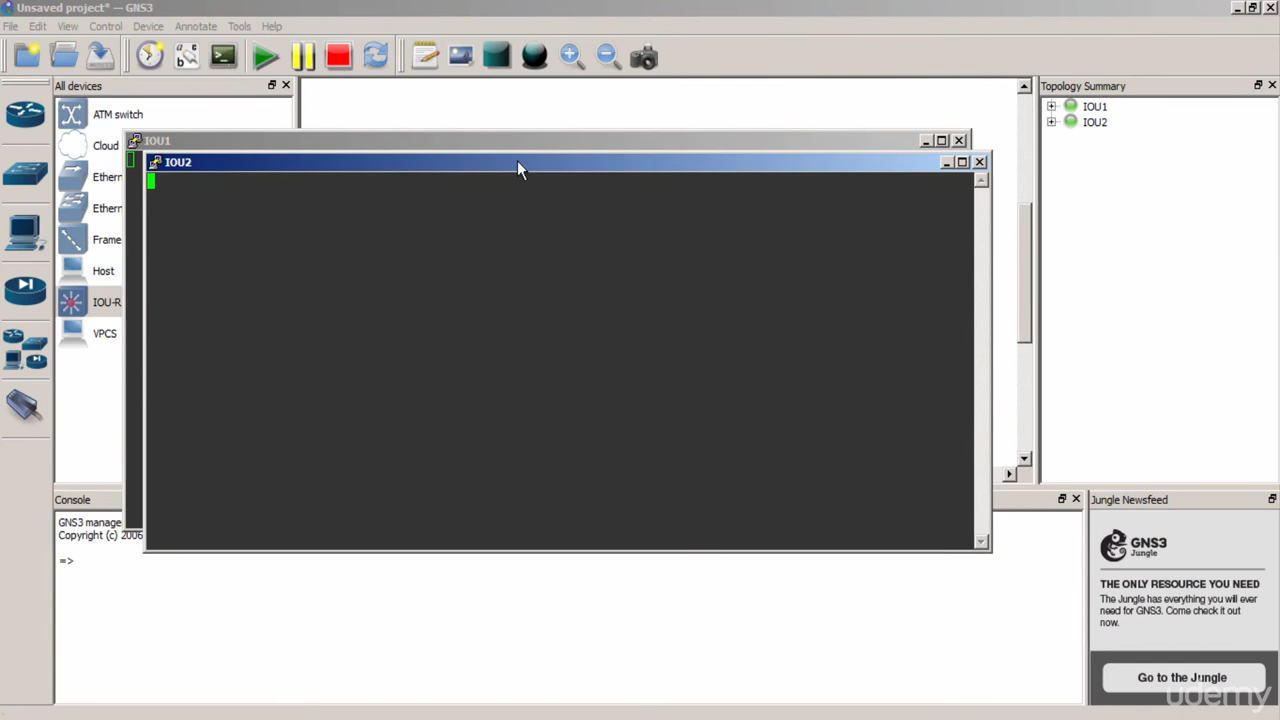 Unsaved project* — GNS3
File Edit View Control Device Annotate Tools Help
All devices
ATM switch
Cloud
Ethern
Ethern
Frame
Host
IOU-R
VPCS
IOU1
IOU2
Topology Summary
IOU1
IOU2
Console
GNS3 manage
Copyright (c) 2006
=>
Jungle Newsfeed
GNS3
Jungle
THE ONLY RESOURCE YOU NEED
The Jungle has everything you will ever
need for GNS3. Come check it out
now.
Go to the Jungle
udemy